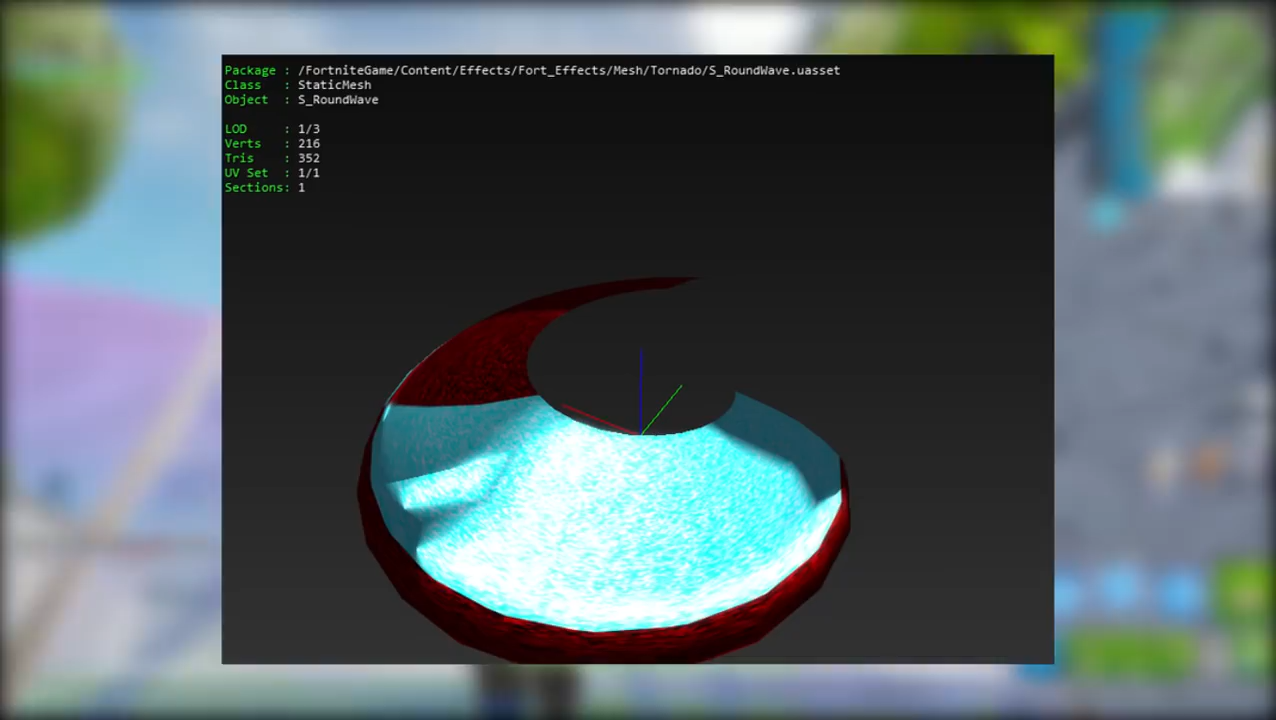 Package : /FortniteGame/Content/Effects/Fort_Effects/Mesh/Tornado/S_RoundWave.uasset
Class : StaticMesh
Object : S_RoundWave
LOD : 1/3
Verts : 216
Tris : 352
UV Set : 1/1
Sections: 1